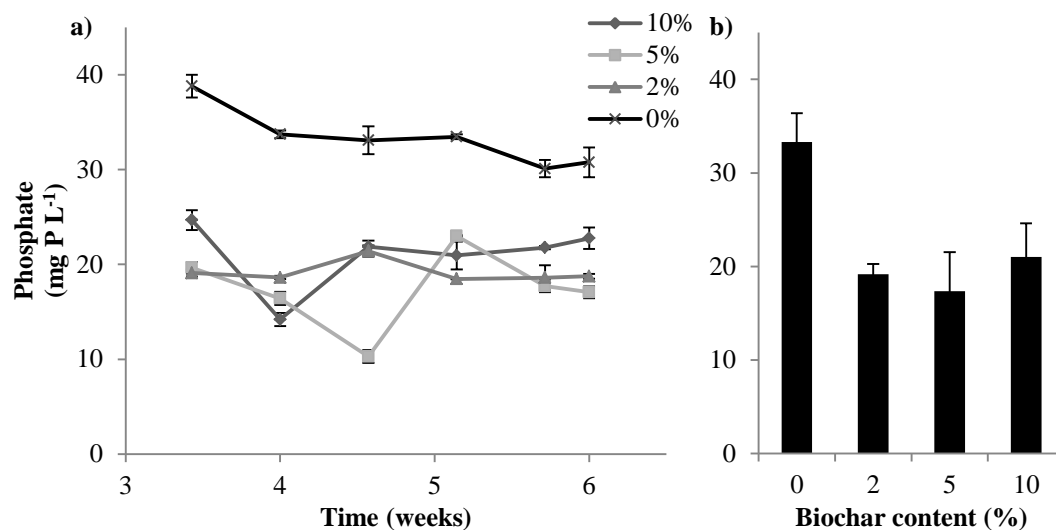 a)
10%
5%
2%
0%
40
30
20
10
0
Phosphate
(mg P L⁻¹)
3 4 5 6
Time (weeks)
b)
40
30
20
10
0
0 2 5 10
Biochar content (%)